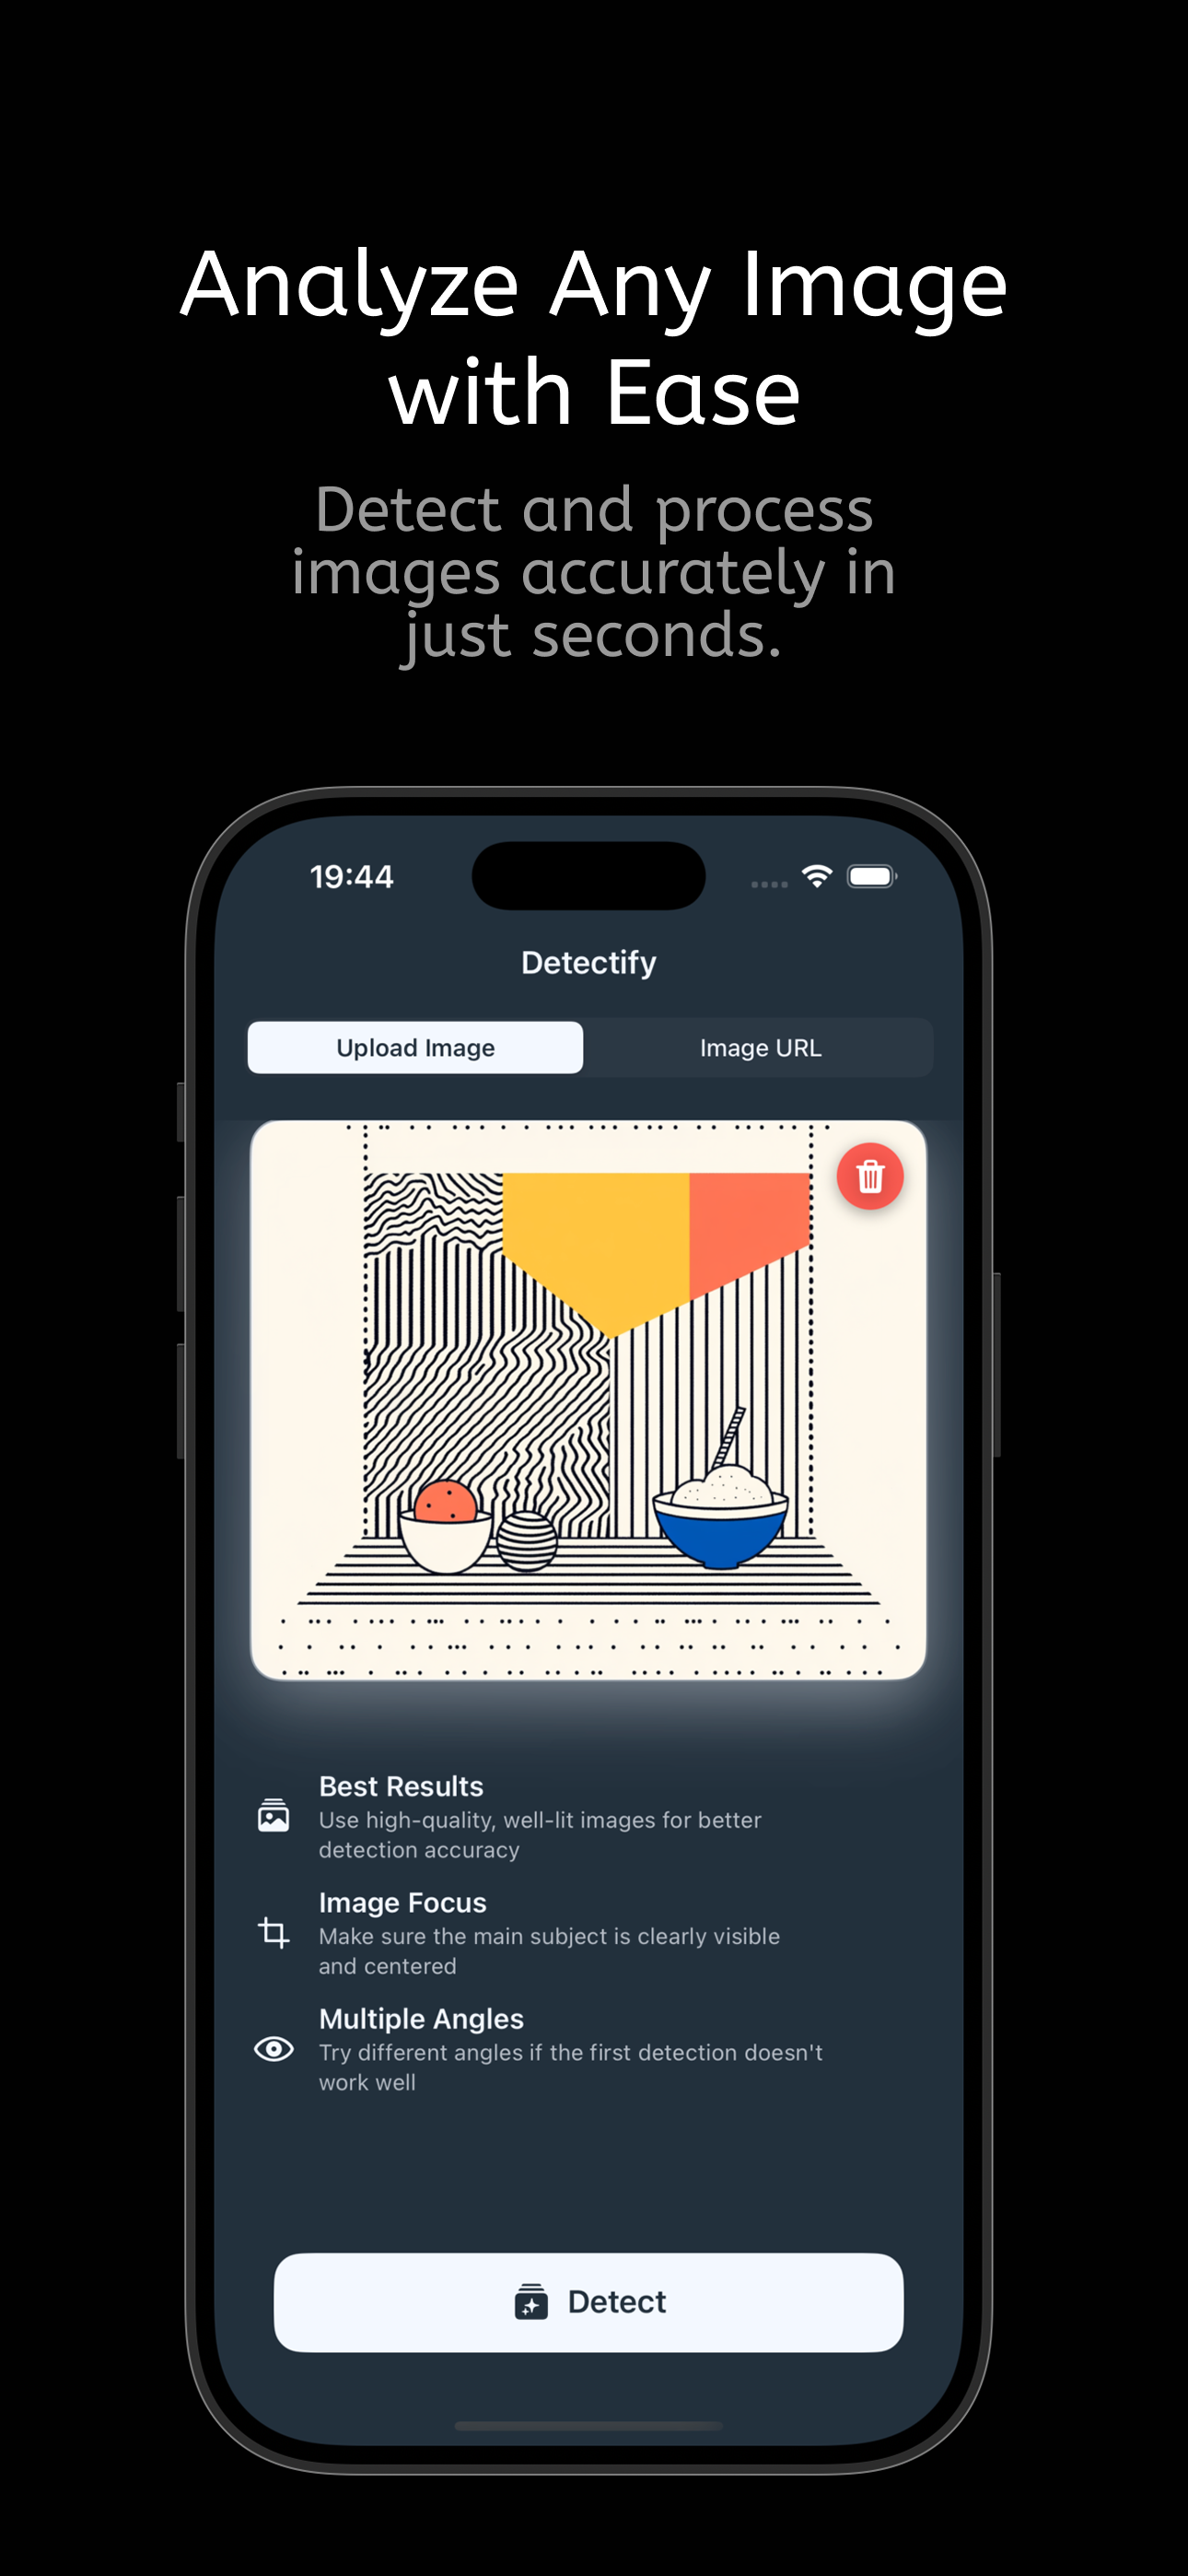 Analyze Any Image
with Ease
Detect and process
images accurately in
just seconds.
19:44
Detectify
Upload Image
Image URL
Best Results
Use high-quality, well-lit images for better
detection accuracy
Image Focus
Make sure the main subject is clearly visible
and centered
Multiple Angles
Try different angles if the first detection doesn't
work well
Detect